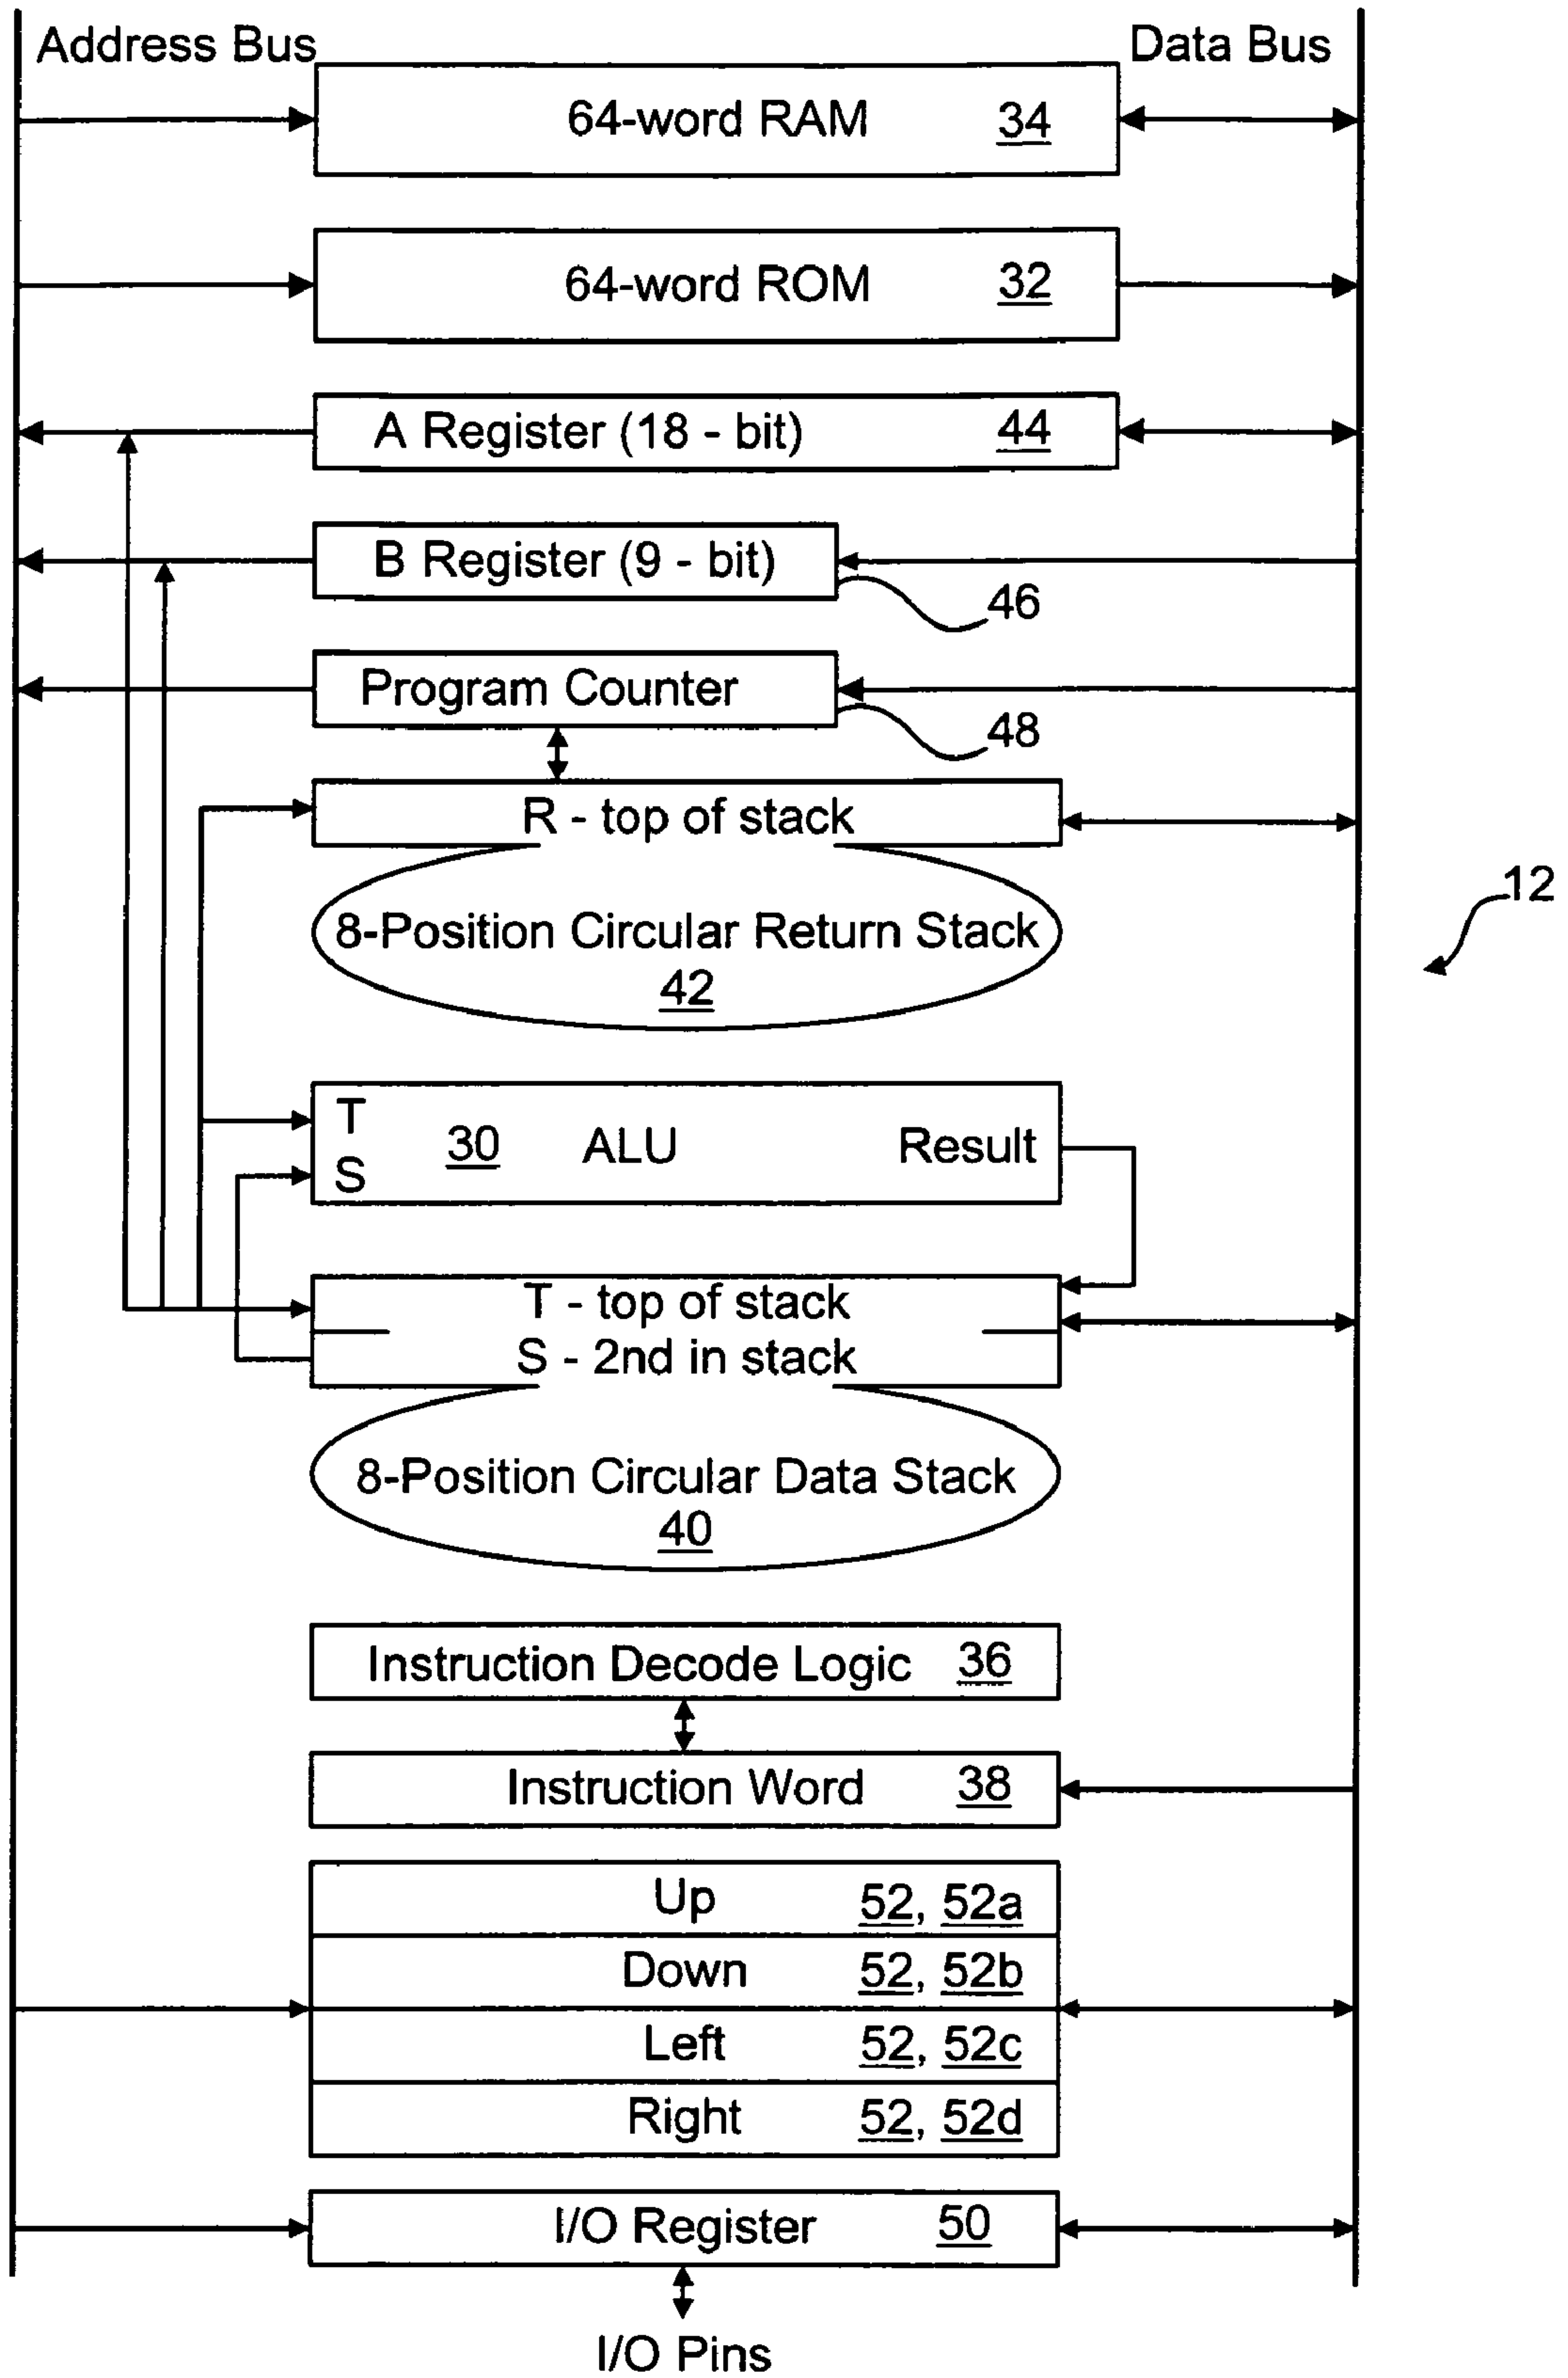 Address Bus
Data Bus
64-word RAM 34
64-word ROM 32
A Register (18 - bit) 44
B Register (9 - bit)
46
Program Counter
48
R - top of stack
12
8-Position Circular Return Stack
42
T
30 ALU Result
S
T - top of stack
S - 2nd in stack
8-Position Circular Data Stack
40
Instruction Decode Logic 36
Instruction Word 38
Up 52, 52a
Down 52, 52b
Left 52, 52c
Right 52, 52d
I/O Register 50
I/O Pins